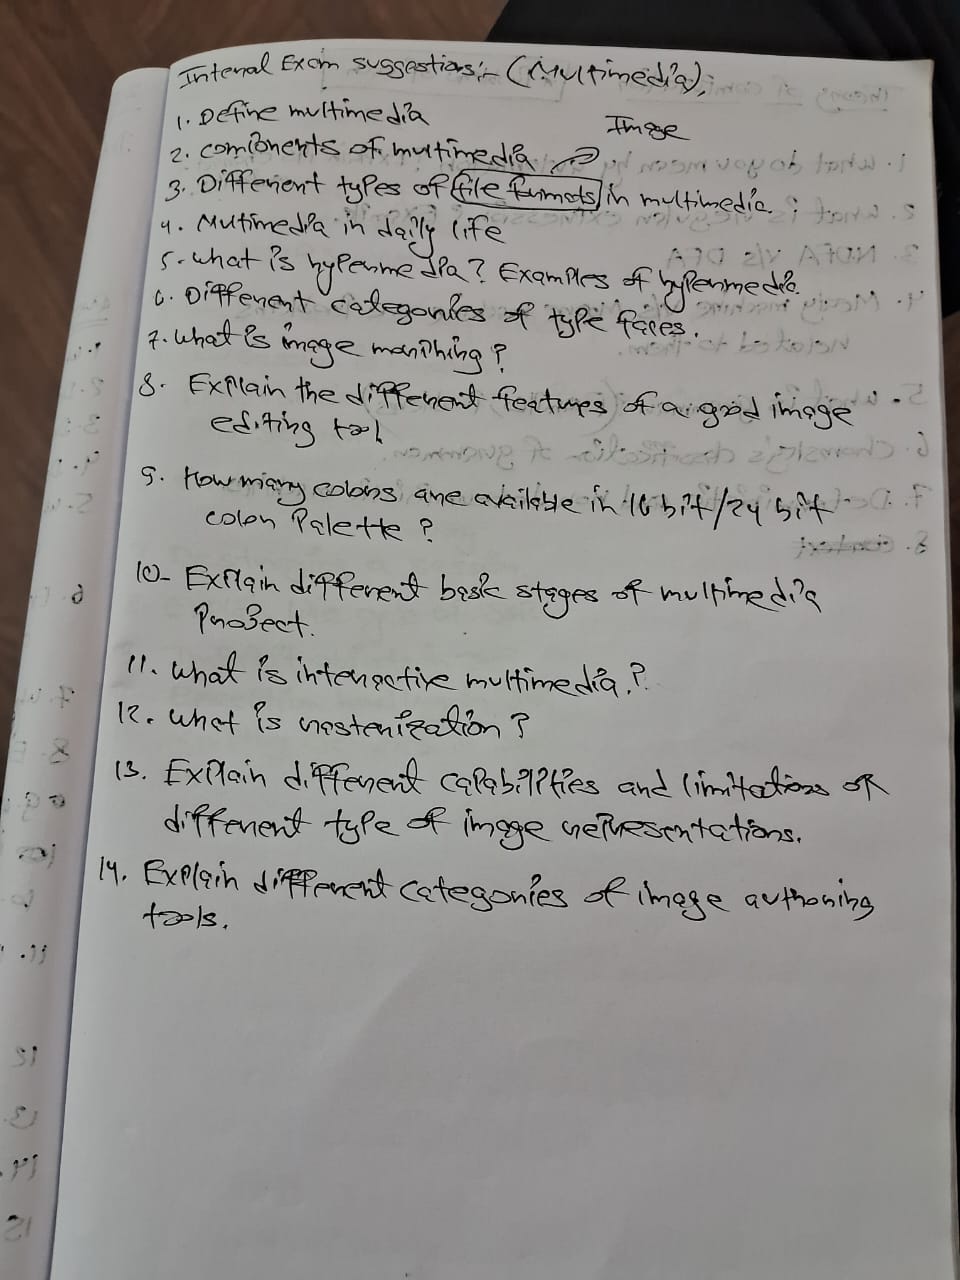 Internal Exam suggestions:- (Multimedia);
1. Define multimedia
Image
2. components of multimedia
3. Different types of file formats in multimedia.
4. Multimedia in daily life
5. what is hypermedia? Examples of hypermedia.
6. Different categories of type faces.
7. What is image morphing?
8. Explain the different features of a good image
editing tool
9. How many colors are available in 16 bit/24 bit
color Palette?
10- Explain different basic stages of multimedia
Project.
11. what is interactive multimedia.?
12. what is rasterization?
13. Explain different capabilities and limitations of
different type of image representations.
14. Explain different categories of image authoring
tools.